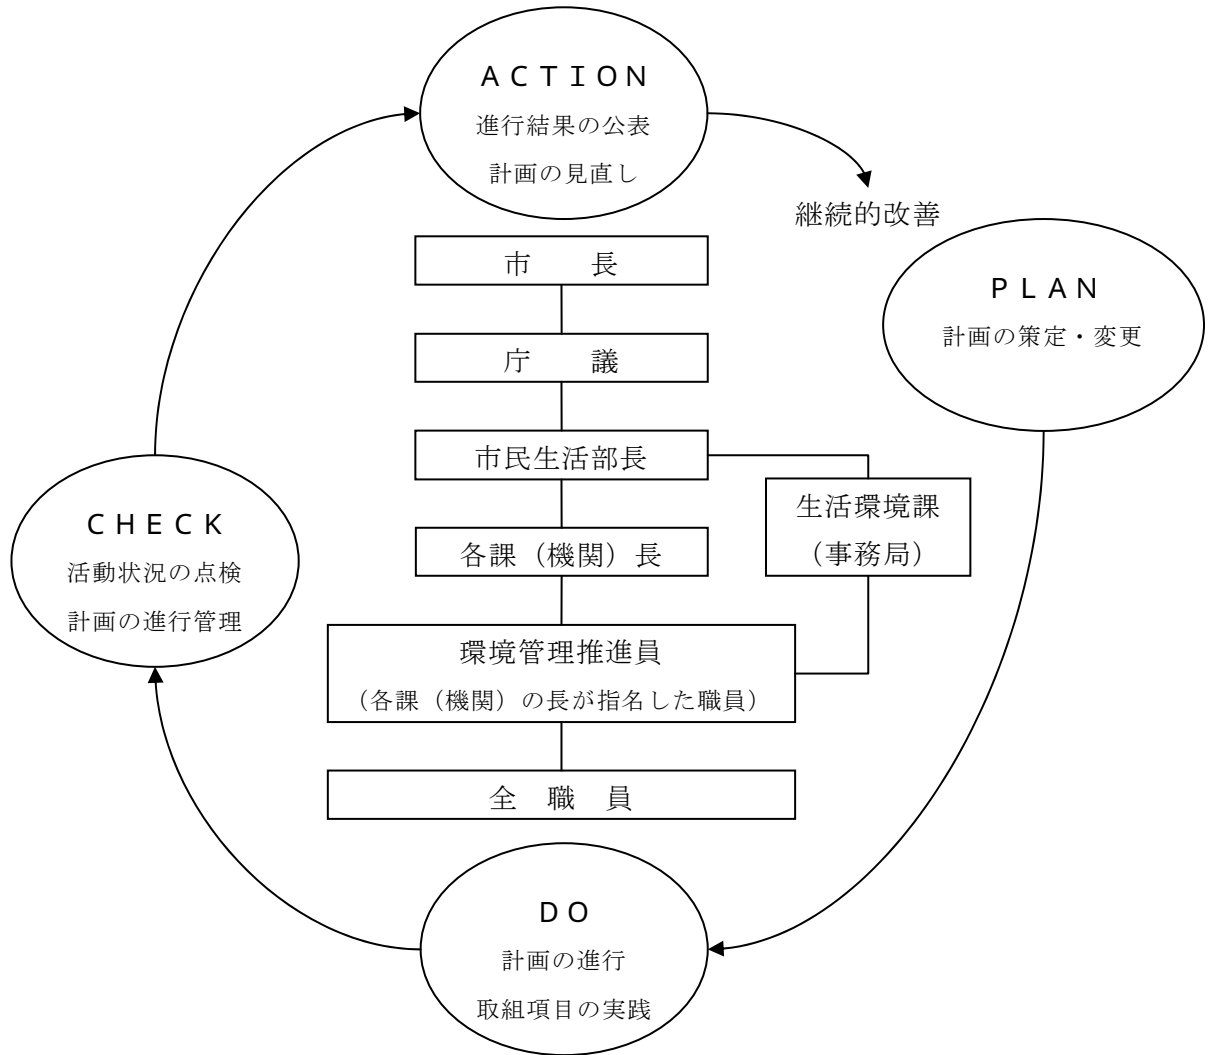 ＡＣＴＩＯＮ
進行結果の公表
計画の見直し
継続的改善
ＰＬＡＮ
計画の策定・変更
市　　長
庁　　議
市民生活部長
生活環境課
（事務局）
各課（機関）長
環境管理推進員
（各課（機関）の長が指名した職員）
全　職　員
ＣＨＥＣＫ
活動状況の点検
計画の進行管理
ＤＯ
計画の進行
取組項目の実践